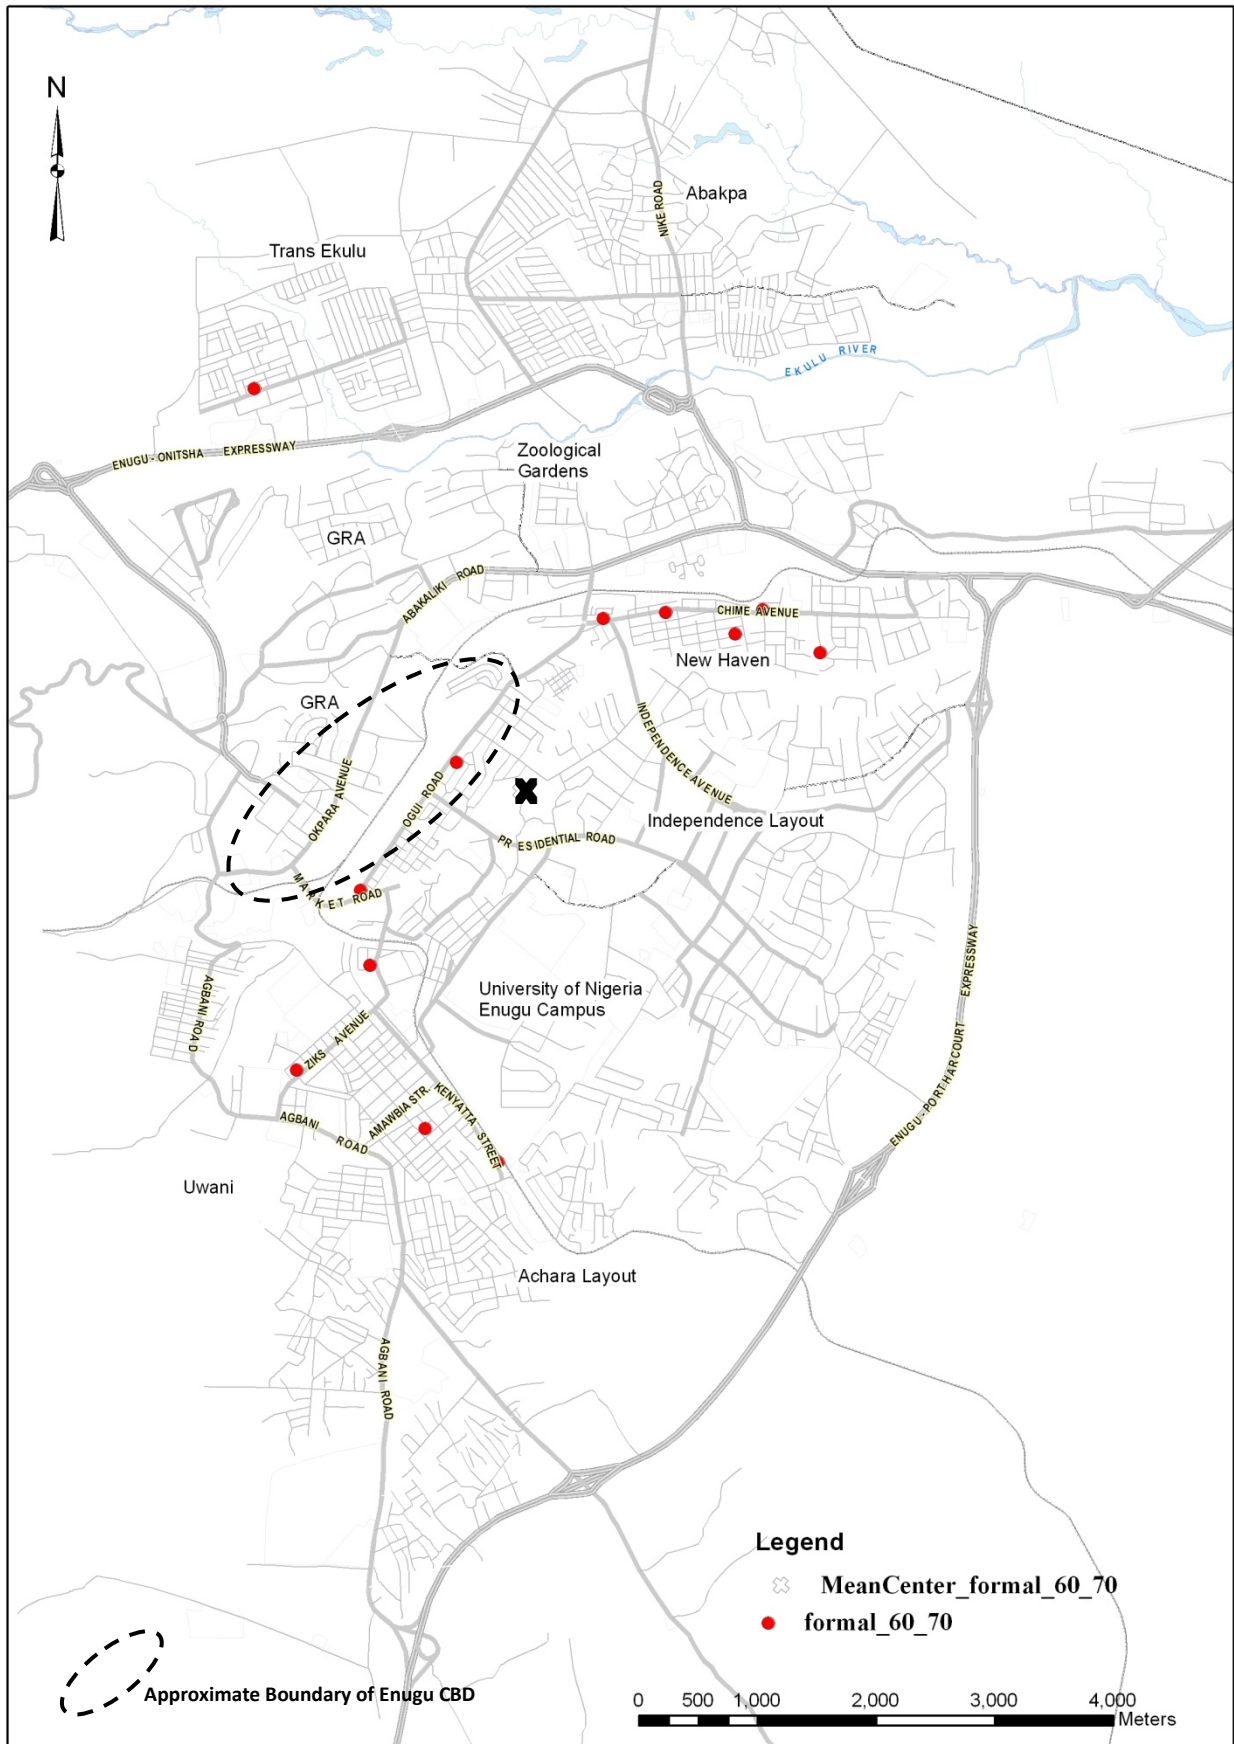 N
Abakpa
NIKE ROAD
Trans Ekulu
EKULU RIVER
ENUGU - ONITSHA EXPRESSWAY
Zoological
Gardens
GRA
ABAKALIKI ROAD
CHIME AVENUE
New Haven
GRA
INDEPENDENCE AVENUE
OKPARA AVENUE
OGUI ROAD
Independence Layout
PRESIDENTIAL ROAD
MARKET ROAD
University of Nigeria
Enugu Campus
AGBANI ROAD
ZIKS AVENUE
ENUGU - PORT HARCOURT EXPRESSWAY
AMAWBIA STR.
KENYATTA STREET
AGBANI ROAD
Uwani
Achara Layout
AGBANI ROAD
Legend
MeanCenter_formal_60_70
formal_60_70
Approximate Boundary of Enugu CBD
0 500 1,000 2,000 3,000 4,000
Meters